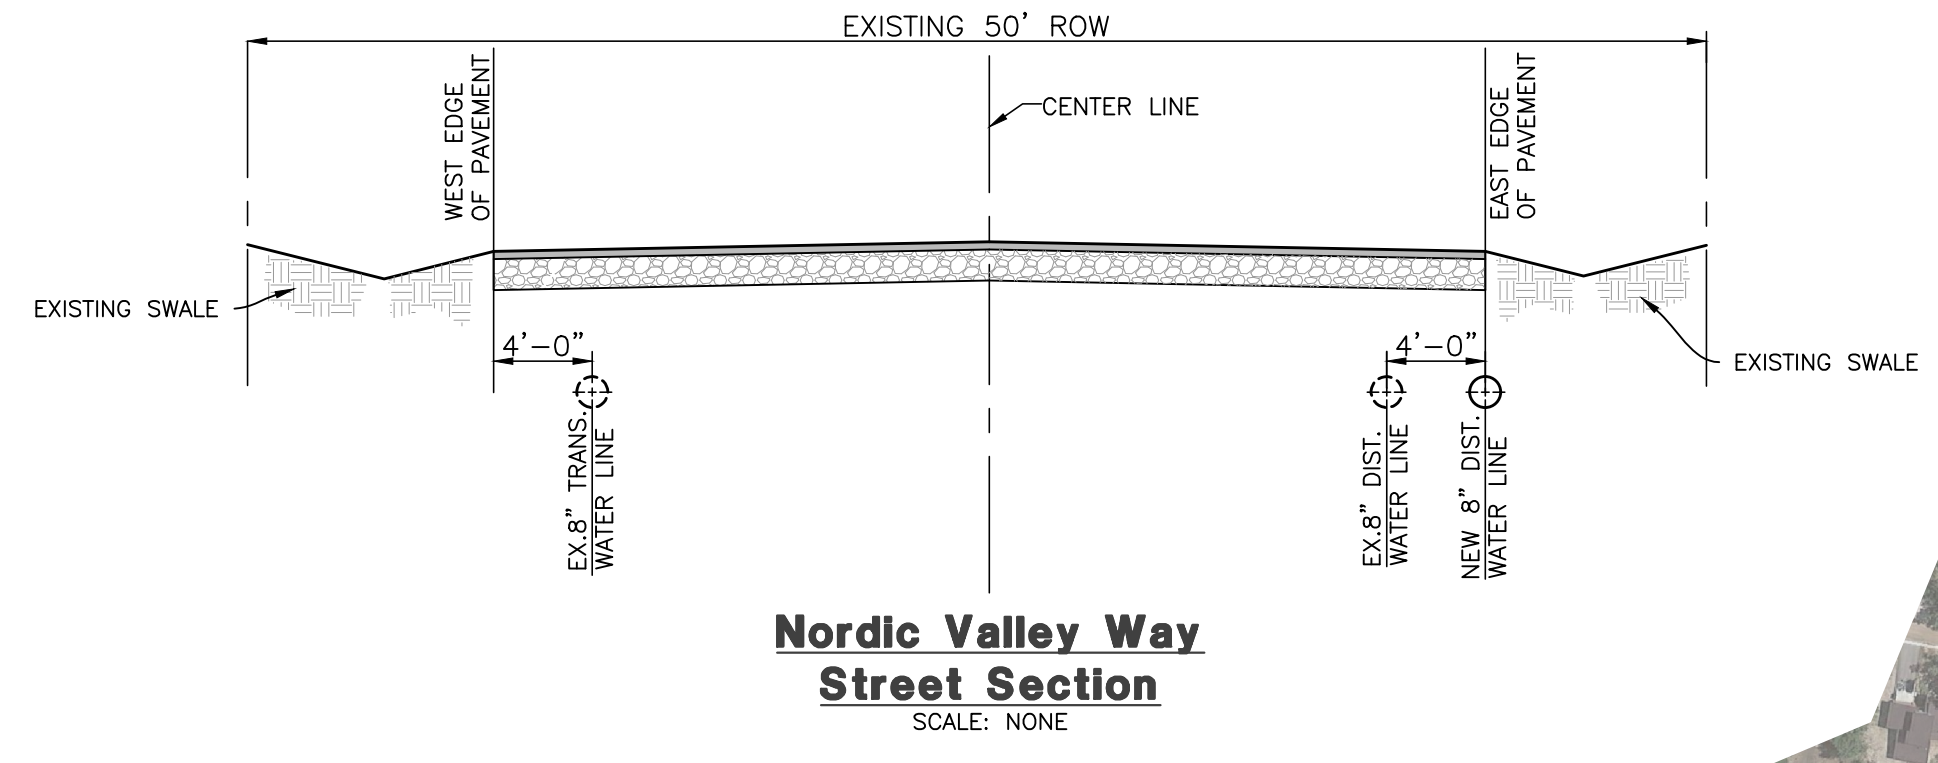 EXISTING 50' ROW
WEST EDGE
OF PAVEMENT
CENTER LINE
EAST EDGE
OF PAVEMENT
EXISTING SWALE
4'-0"
4'-0"
EXISTING SWALE
EX.8" TRANS.
WATER LINE
EX.8" DIST.
WATER LINE
NEW 8" DIST.
WATER LINE
Nordic Valley Way
Street Section
SCALE: NONE